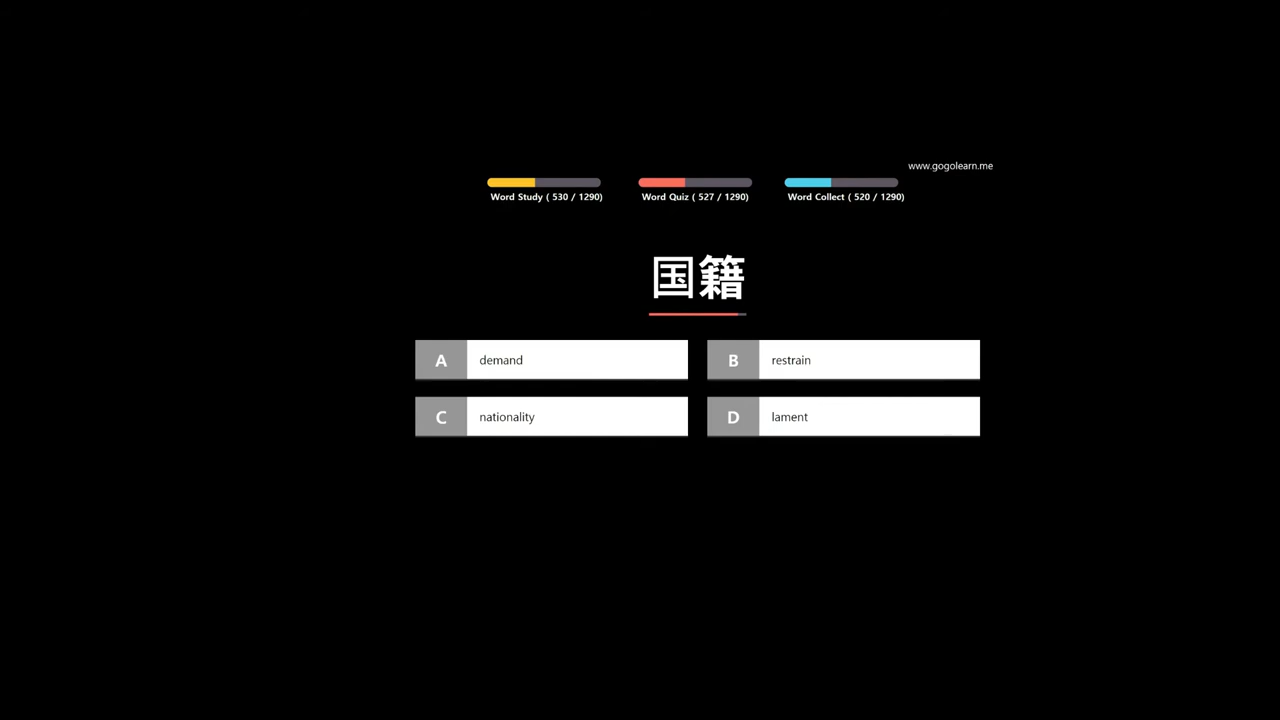 www.gogolearn.me
Word Study ( 530 / 1290)
Word Quiz ( 527 / 1290)
Word Collect ( 520 / 1290)
国籍
A demand
B restrain
C nationality
D lament